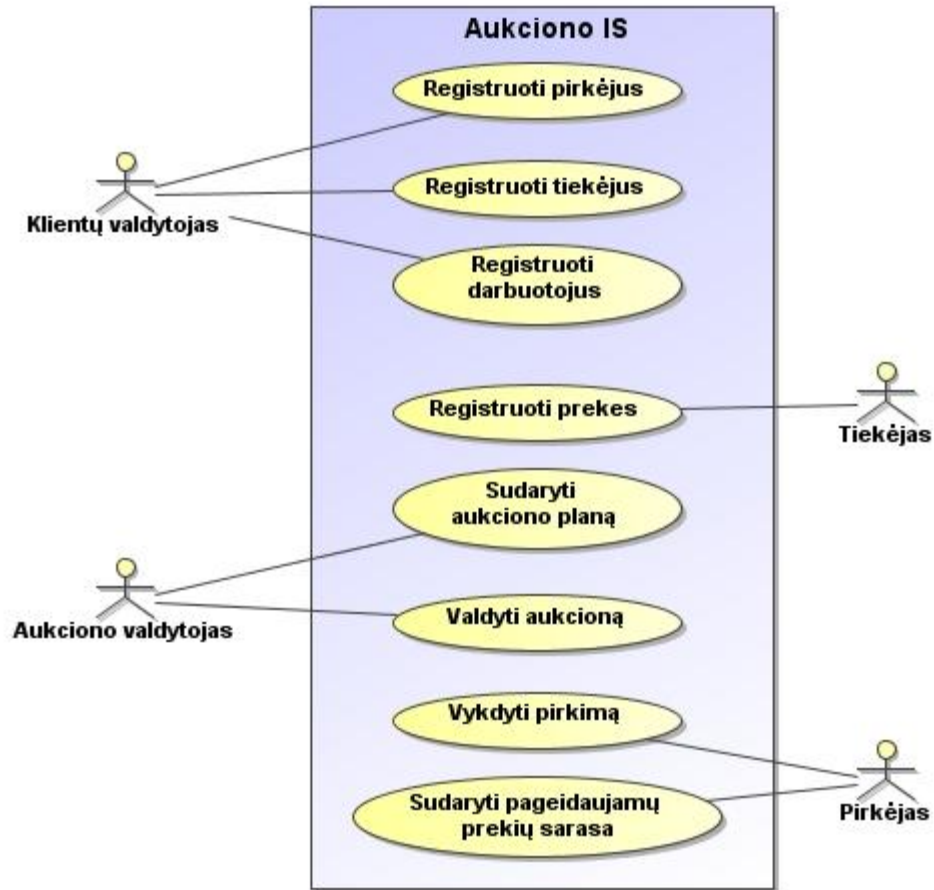 Aukciono IS
Registruoti pirkėjus
Klientų valdytojas
Registruoti tiekėjus
Registruoti
darbuotojus
Registruoti prekes
Tiekėjas
Sudaryti
aukciono planą
Aukciono valdytojas
Valdyti aukcioną
Vykdyti pirkimą
Pirkėjas
Sudaryti pageidaujamų
prekių sarasa